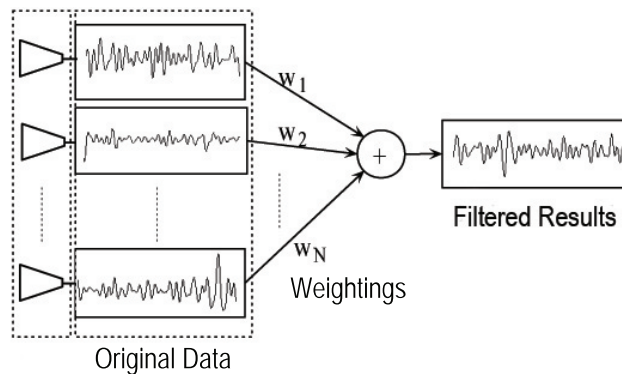 w1
w2
+
Filtered Results
wN
Weightings
Original Data